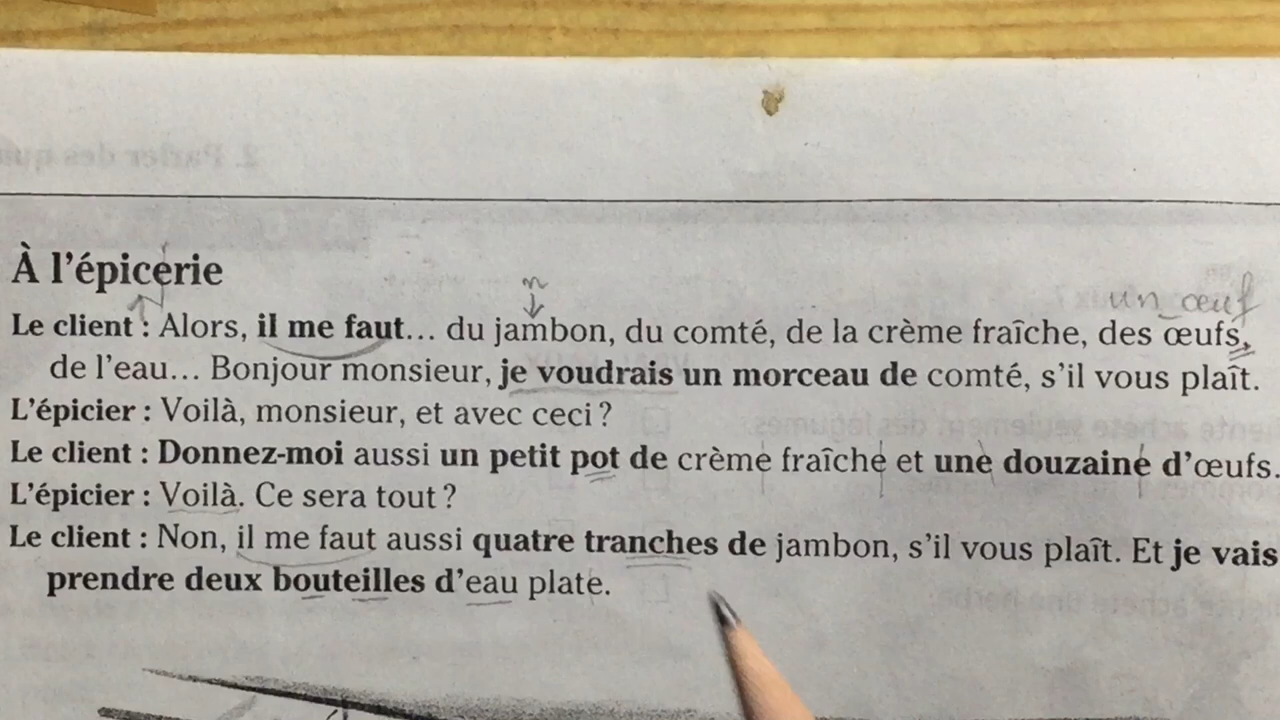 À l'épicerie
n
un œuf
Le client : Alors, il me faut… du jambon, du comté, de la crème fraîche, des œufs,
de l'eau… Bonjour monsieur, je voudrais un morceau de comté, s'il vous plaît.
L'épicier : Voilà, monsieur, et avec ceci ?
Le client : Donnez-moi aussi un petit pot de crème fraîche et une douzaine d'œufs.
L'épicier : Voilà. Ce sera tout ?
Le client : Non, il me faut aussi quatre tranches de jambon, s'il vous plaît. Et je vais
prendre deux bouteilles d'eau plate.